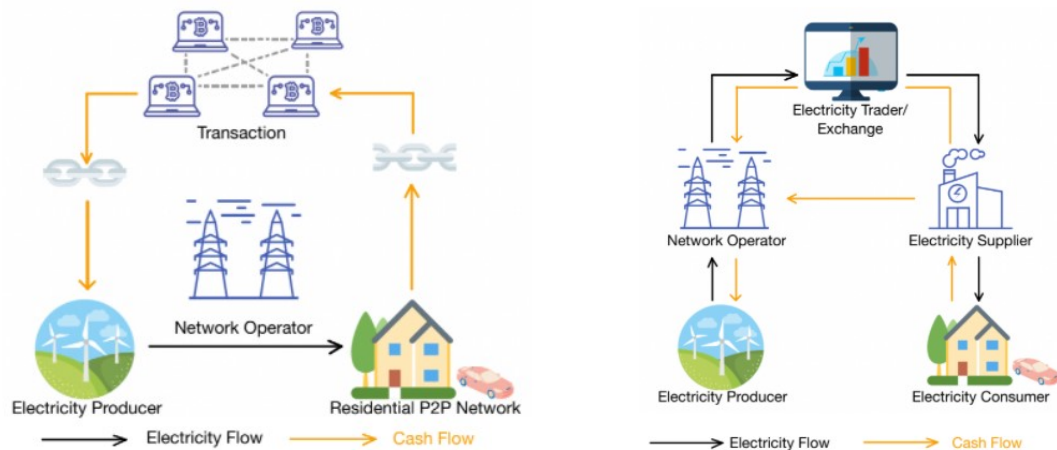 Transaction
Network Operator
Electricity Producer
Residential P2P Network
Electricity Flow
Cash Flow
Electricity Trader/
Exchange
Network Operator
Electricity Supplier
Electricity Producer
Electricity Consumer
Electricity Flow
Cash Flow